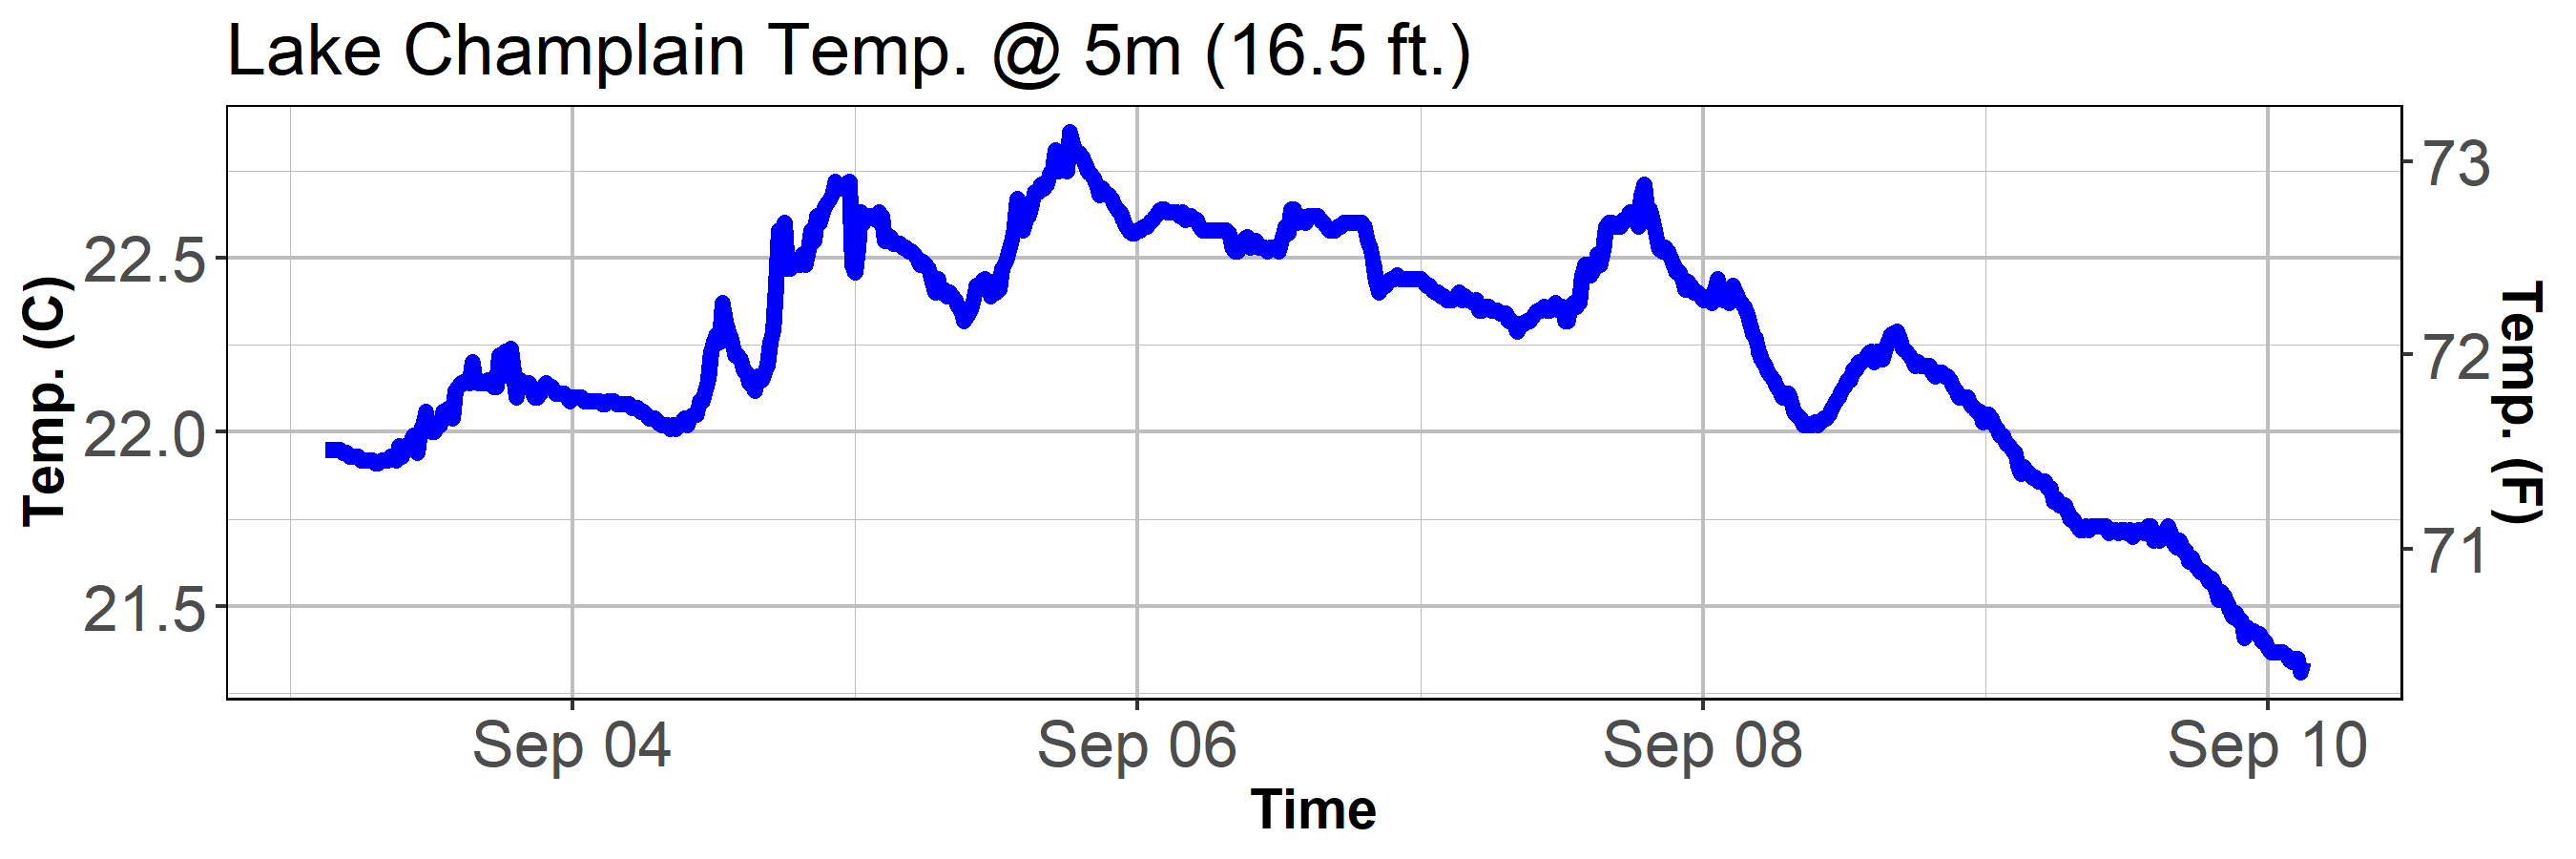 Lake Champlain Temp. @ 5m (16.5 ft.)
Temp. (C)
22.5
22.0
21.5
73
72
71
Temp. (F)
Sep 04
Sep 06
Sep 08
Sep 10
Time